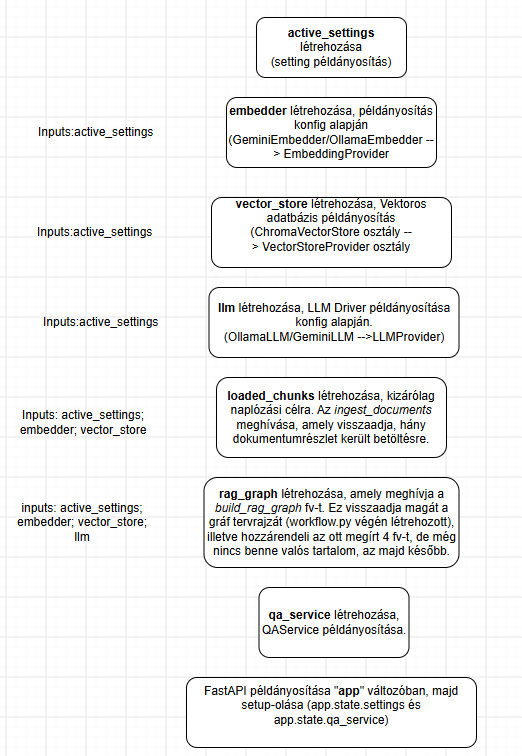 active_settings
létrehozása
(setting példányosítás)
embedder létrehozása, példányosítás
konfig alapján
(GeminiEmbedder/OllamaEmbedder --
> EmbeddingProvider
Inputs:active_settings
vector_store létrehozása, Vektoros
adatbázis példányosítás
(ChromaVectorStore osztály --
> VectorStoreProvider osztály
Inputs:active_settings
llm létrehozása, LLM Driver példányosítása
konfig alapján.
(OllamaLLM/GeminiLLM -->LLMProvider)
Inputs:active_settings
loaded_chunks létrehozása, kizárólag
naplózási célra. Az ingest_documents
meghívása, amely visszaadja, hány
dokumentumrészlet került betöltésre.
Inputs: active_settings;
embedder; vector_store
rag_graph létrehozása, amely meghívja a
build_rag_graph fv-t. Ez visszaadja magát a
gráf tervrajzát (workflow.py végén létrehozott),
illetve hozzárendeli az ott megírt 4 fv-t, de még
nincs benne valós tartalom, az majd később.
inputs: active_settings;
embedder; vector_store;
llm
qa_service létrehozása,
QAService példányosítása.
FastAPI példányosítása "app" változóban, majd
setup-olása (app.state.settings és
app.state.qa_service)